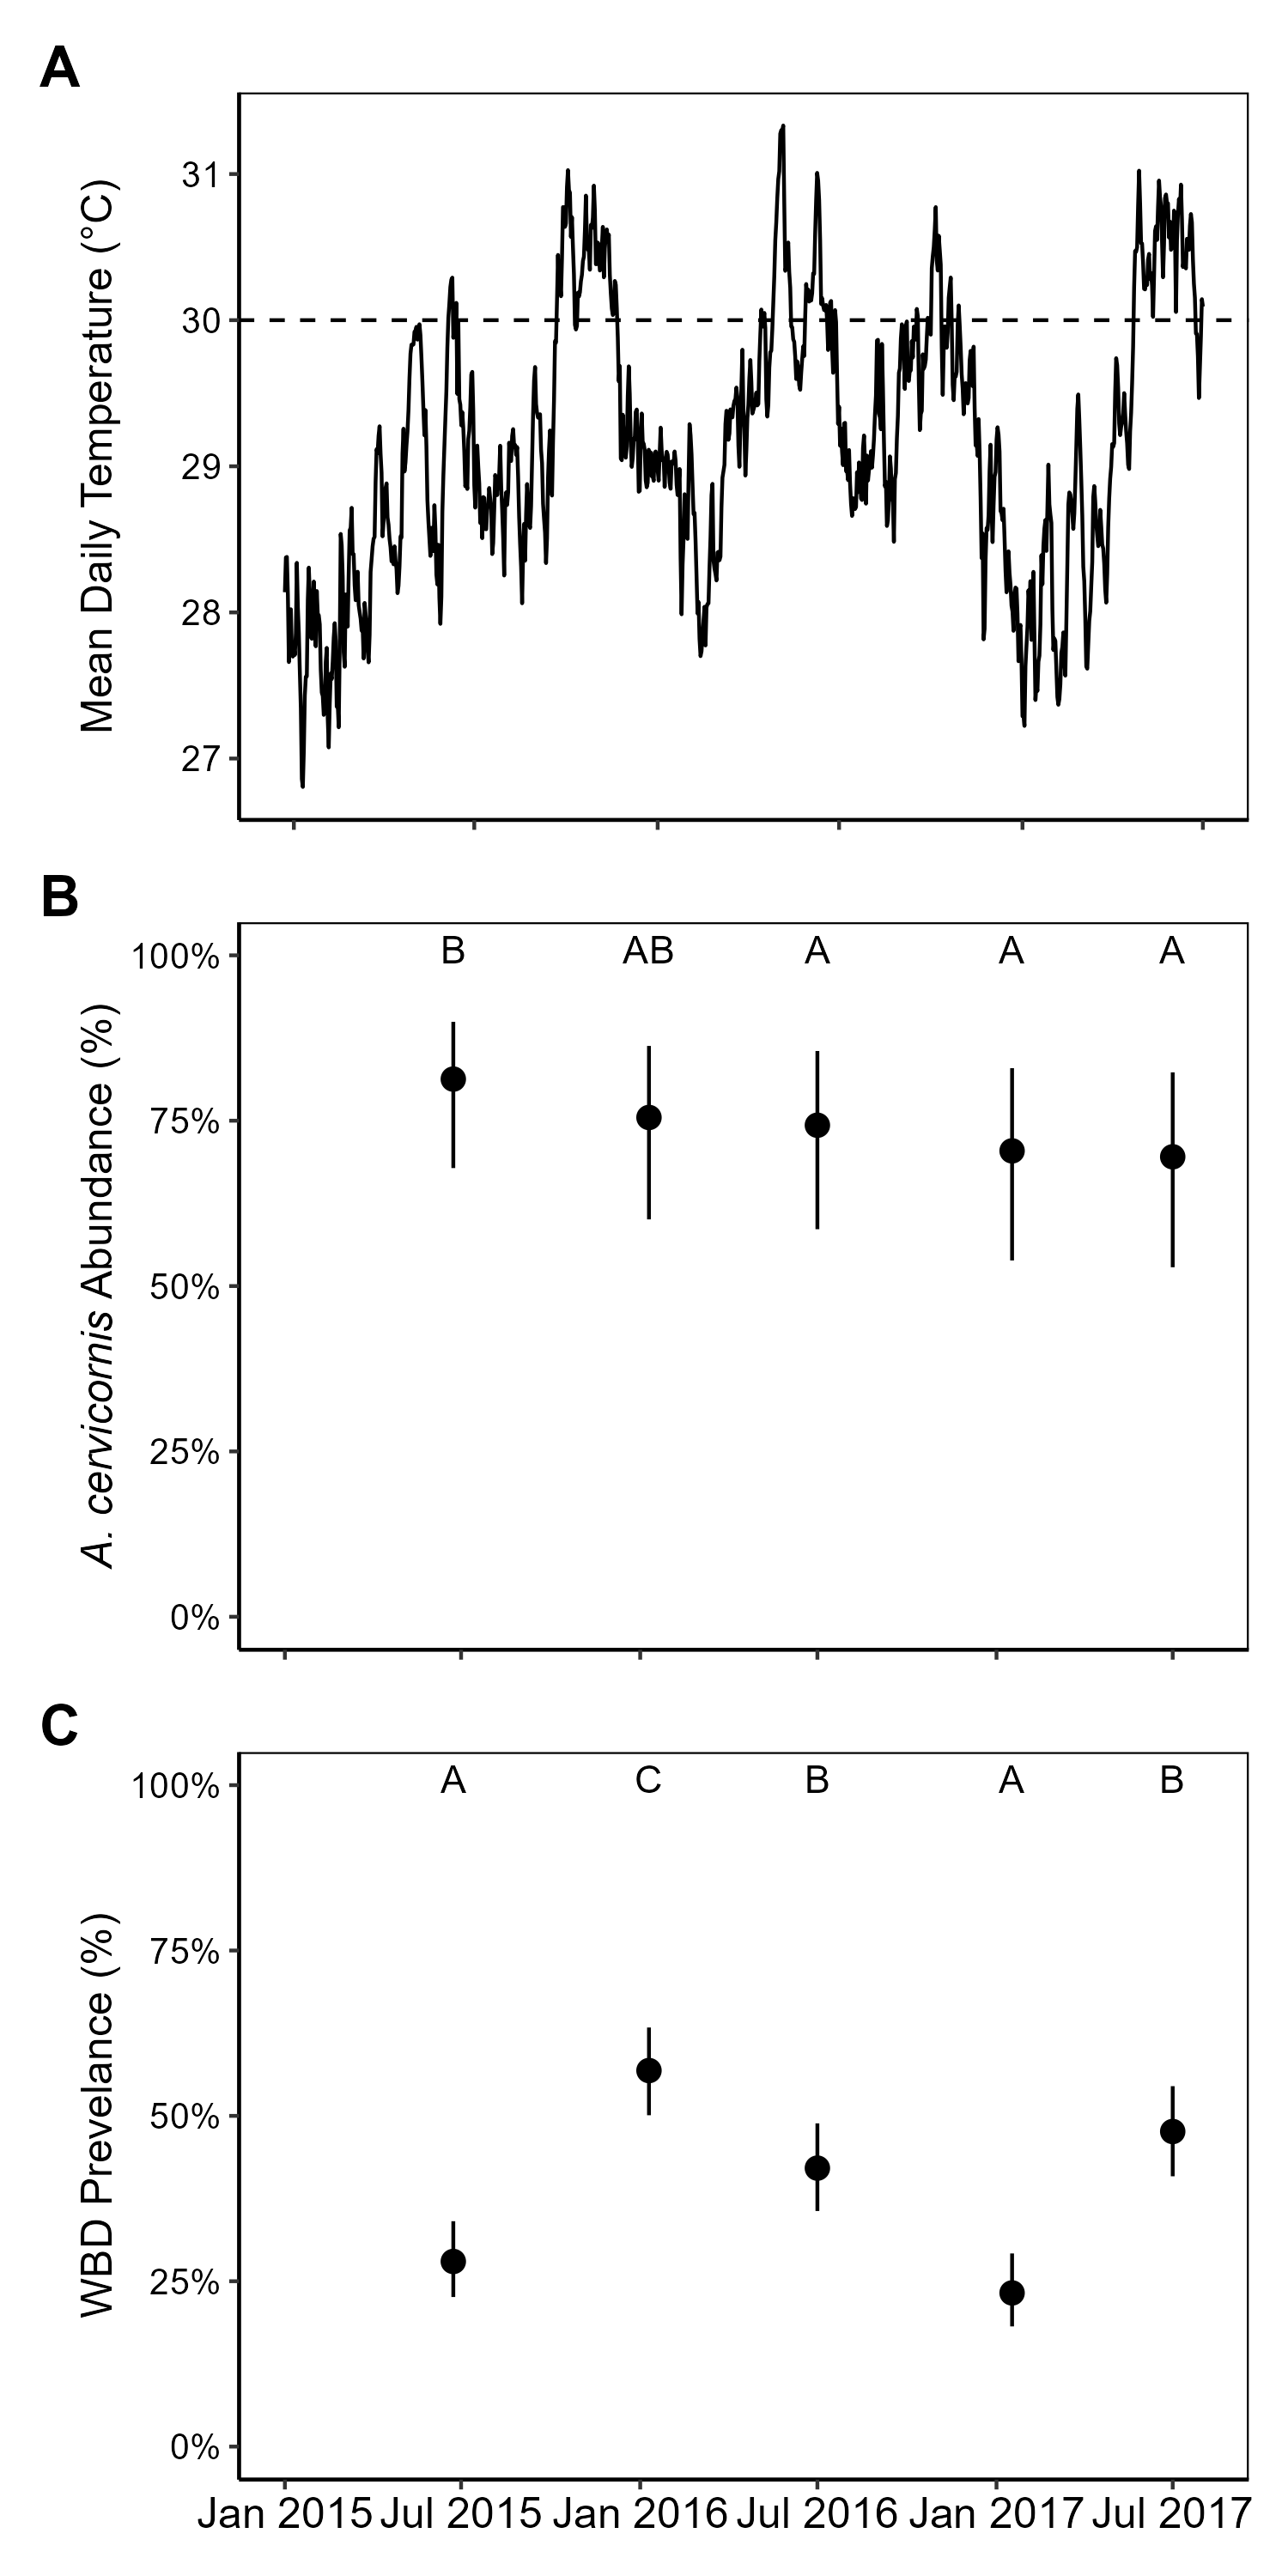 A
Mean Daily Temperature (°C)
31
30
29
28
27
B
A. cervicornis Abundance (%)
100%
75%
50%
25%
0%
B AB A A A
C
WBD Prevelance (%)
100%
75%
50%
25%
0%
A C B A B
Jan 2015 Jul 2015 Jan 2016 Jul 2016 Jan 2017 Jul 2017